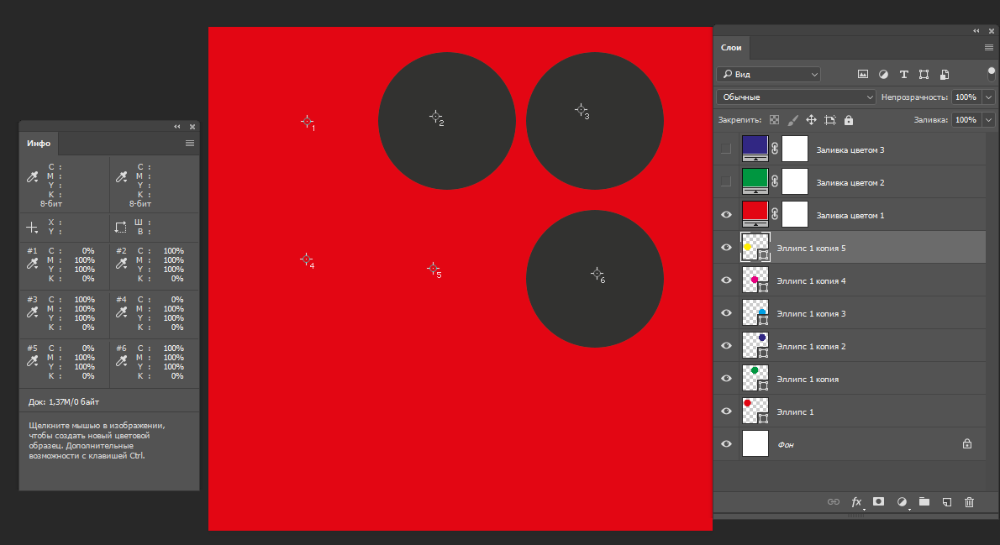 Инфо
C :
M :
Y :
K :
8-бит
C :
M :
Y :
K :
8-бит
X :
Y :
Ш :
В :
#1 C : 0%
M : 100%
Y : 100%
K : 0%
#2 C : 100%
M : 100%
Y : 100%
K : 0%
#3 C : 100%
M : 100%
Y : 100%
K : 0%
#4 C : 0%
M : 100%
Y : 100%
K : 0%
#5 C : 0%
M : 100%
Y : 100%
K : 0%
#6 C : 100%
M : 100%
Y : 100%
K : 0%
Док: 1,37M/0 байт
Щелкните мышью в изображении,
чтобы создать новый цветовой
образец. Дополнительные
возможности с клавишей Ctrl.
1
2
3
4
5
6
Слои
Вид
Обычные
Непрозрачность: 100%
Закрепить:
Заливка: 100%
Заливка цветом 3
Заливка цветом 2
Заливка цветом 1
Эллипс 1 копия 5
Эллипс 1 копия 4
Эллипс 1 копия 3
Эллипс 1 копия 2
Эллипс 1 копия
Эллипс 1
Фон
fx